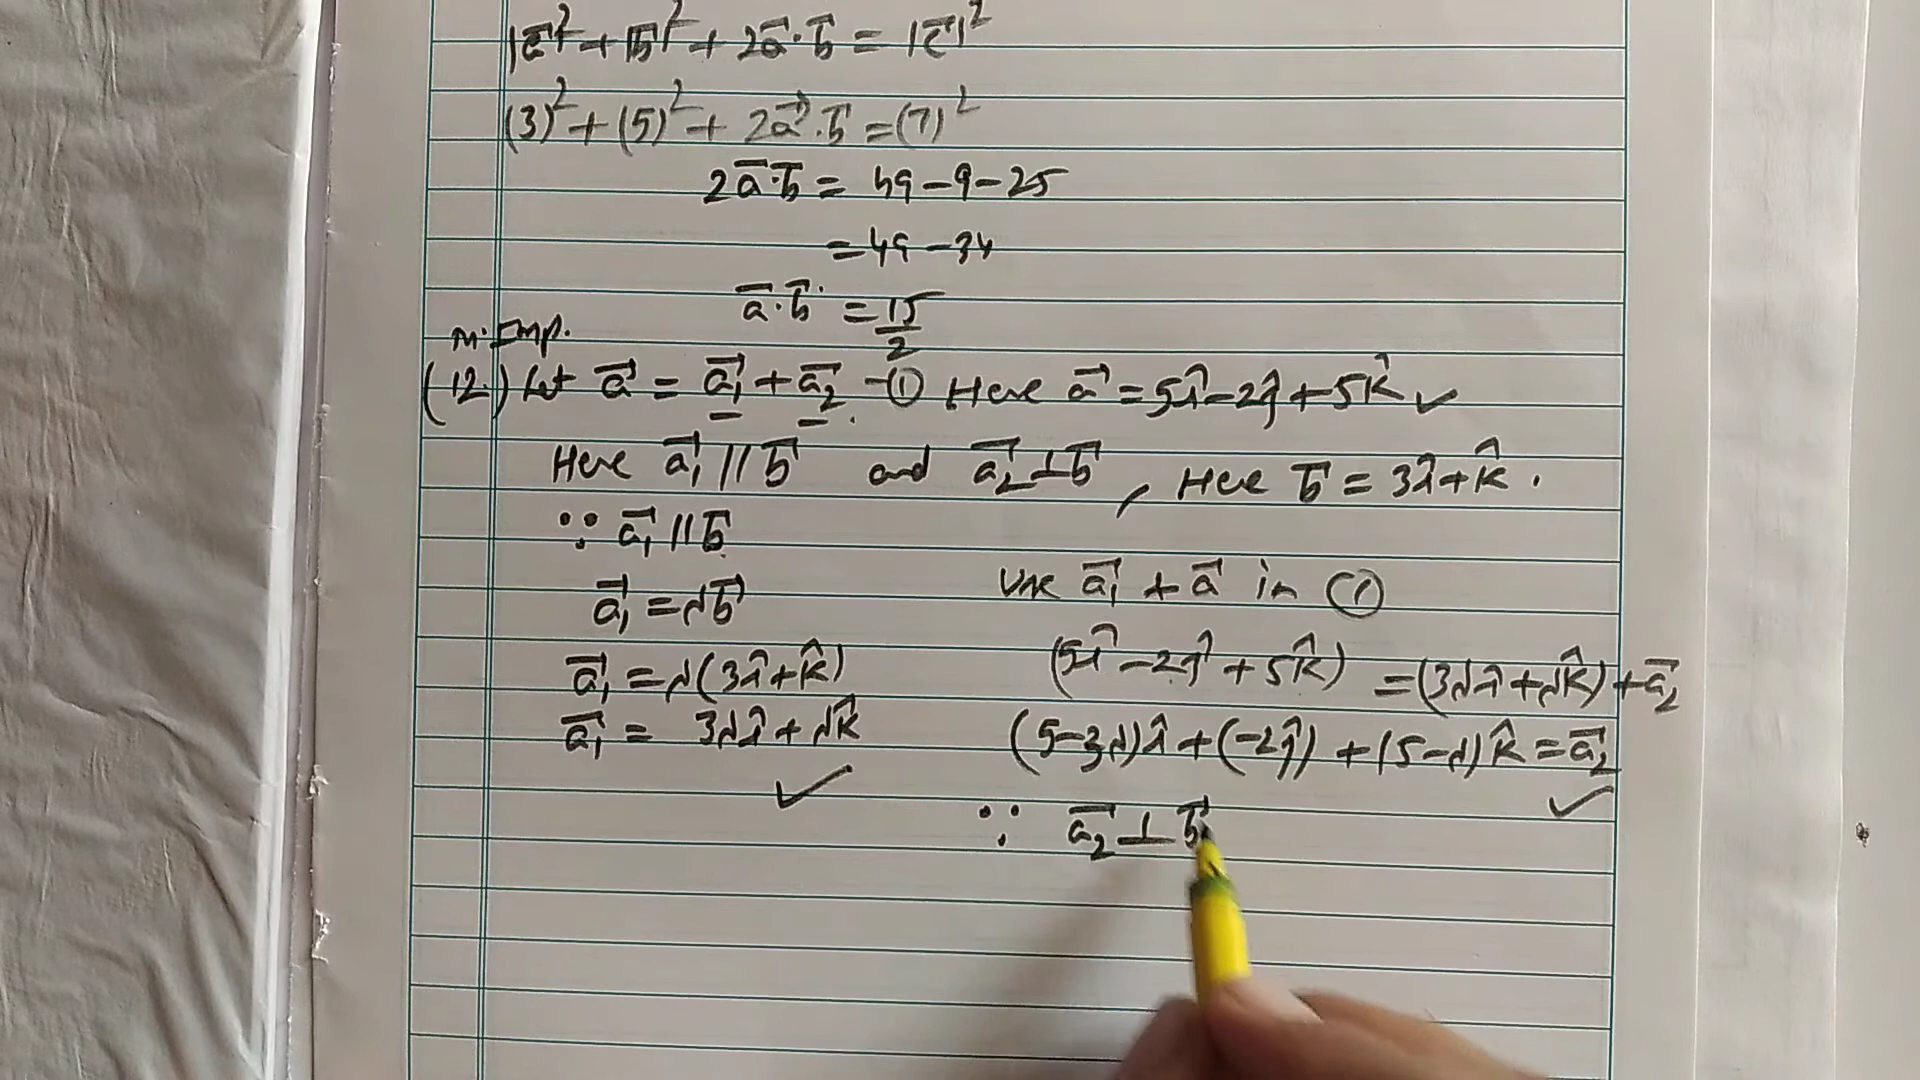 |a⃗|² + |b⃗|² + 2a⃗·b⃗ = |c⃗|²
(3)² + (5)² + 2a⃗·b⃗ = (7)²
2a⃗·b⃗ = 49 - 9 - 25
= 49 - 34
a⃗·b⃗ = 15/2
m. Imp.
(12.) Let a⃗ = a⃗₁ + a⃗₂ - ① Here a⃗ = 5î - 2ĵ + 5k̂ ✓
Here a⃗₁ || b⃗ and a⃗₂ ⊥ b⃗, Here b⃗ = 3î + k̂.
∵ a⃗₁ || b⃗
a⃗₁ = λb⃗
Use a⃗₁ + a⃗ in ①
a⃗₁ = λ(3î + k̂)
(5î - 2ĵ + 5k̂) = (3λî + λk̂) + a⃗₂
a⃗₁ = 3λî + λk̂ ✓
(5 - 3λ)î + (-2ĵ) + (5 - λ)k̂ = a⃗₂ ✓
∵ a⃗₂ ⊥ b⃗